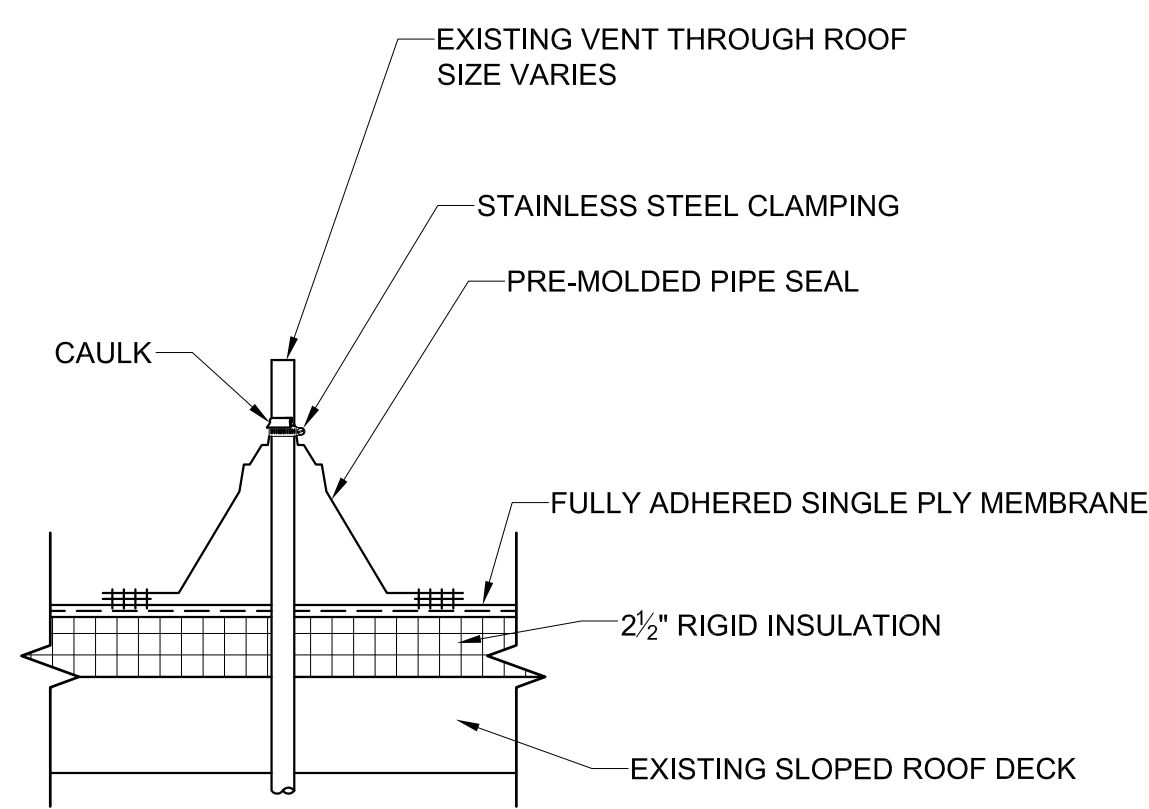 EXISTING VENT THROUGH ROOF
SIZE VARIES
STAINLESS STEEL CLAMPING
PRE-MOLDED PIPE SEAL
CAULK
FULLY ADHERED SINGLE PLY MEMBRANE
2½" RIGID INSULATION
EXISTING SLOPED ROOF DECK